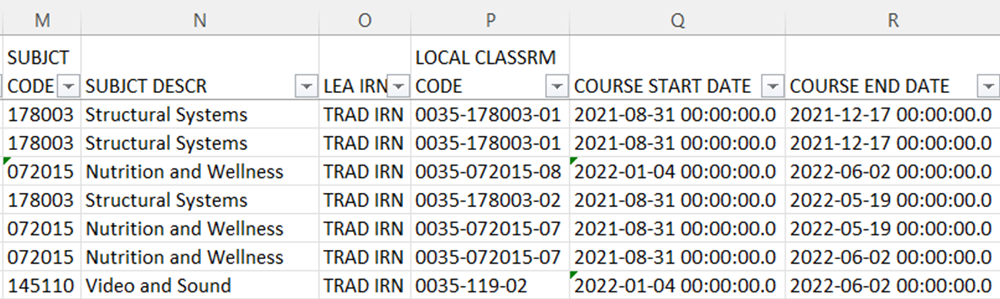 M N O P Q R
SUBJCT LOCAL CLASSRM
CODE SUBJCT DESCR LEA IRN CODE COURSE START DATE COURSE END DATE
178003 Structural Systems TRAD IRN 0035-178003-01 2021-08-31 00:00:00.0 2021-12-17 00:00:00.0
178003 Structural Systems TRAD IRN 0035-178003-01 2021-08-31 00:00:00.0 2021-12-17 00:00:00.0
072015 Nutrition and Wellness TRAD IRN 0035-072015-08 2022-01-04 00:00:00.0 2022-06-02 00:00:00.0
178003 Structural Systems TRAD IRN 0035-178003-02 2021-08-31 00:00:00.0 2022-05-19 00:00:00.0
072015 Nutrition and Wellness TRAD IRN 0035-072015-07 2021-08-31 00:00:00.0 2022-05-19 00:00:00.0
072015 Nutrition and Wellness TRAD IRN 0035-072015-07 2021-08-31 00:00:00.0 2022-06-02 00:00:00.0
145110 Video and Sound TRAD IRN 0035-119-02 2022-01-04 00:00:00.0 2022-06-02 00:00:00.0